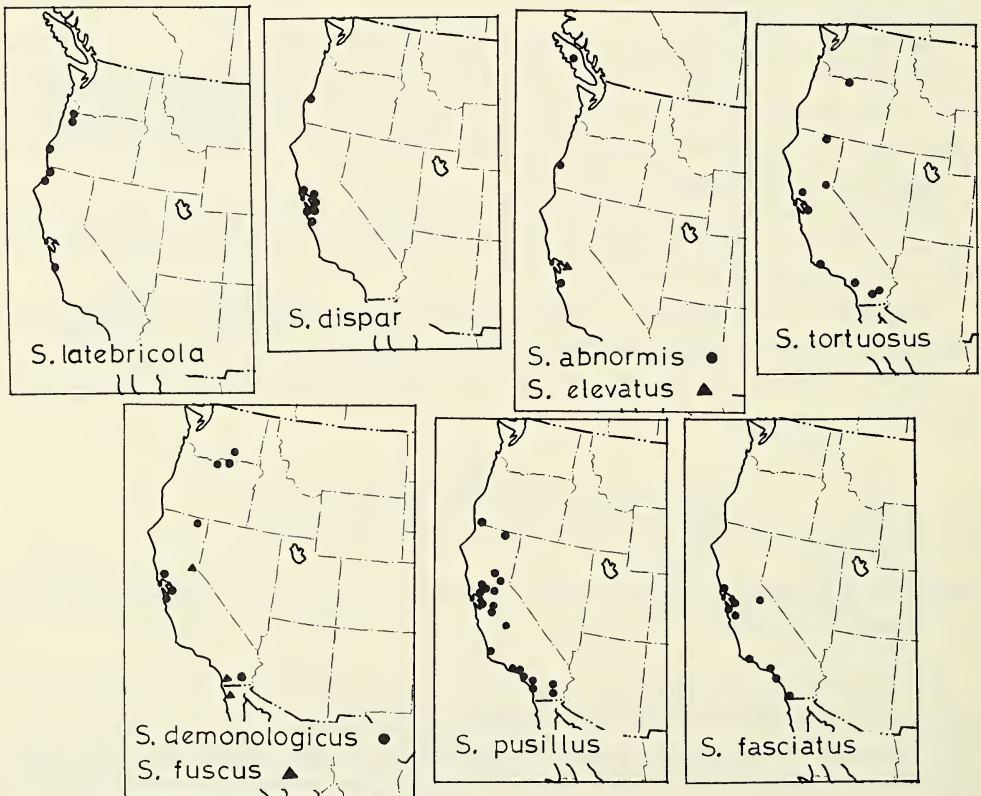 S. latebricola
S. dispar
S. abnormis ●
S. elevatus ▲
S. tortuosus
S. demonologicus ●
S. fuscus ▲
S. pusillus
S. fasciatus